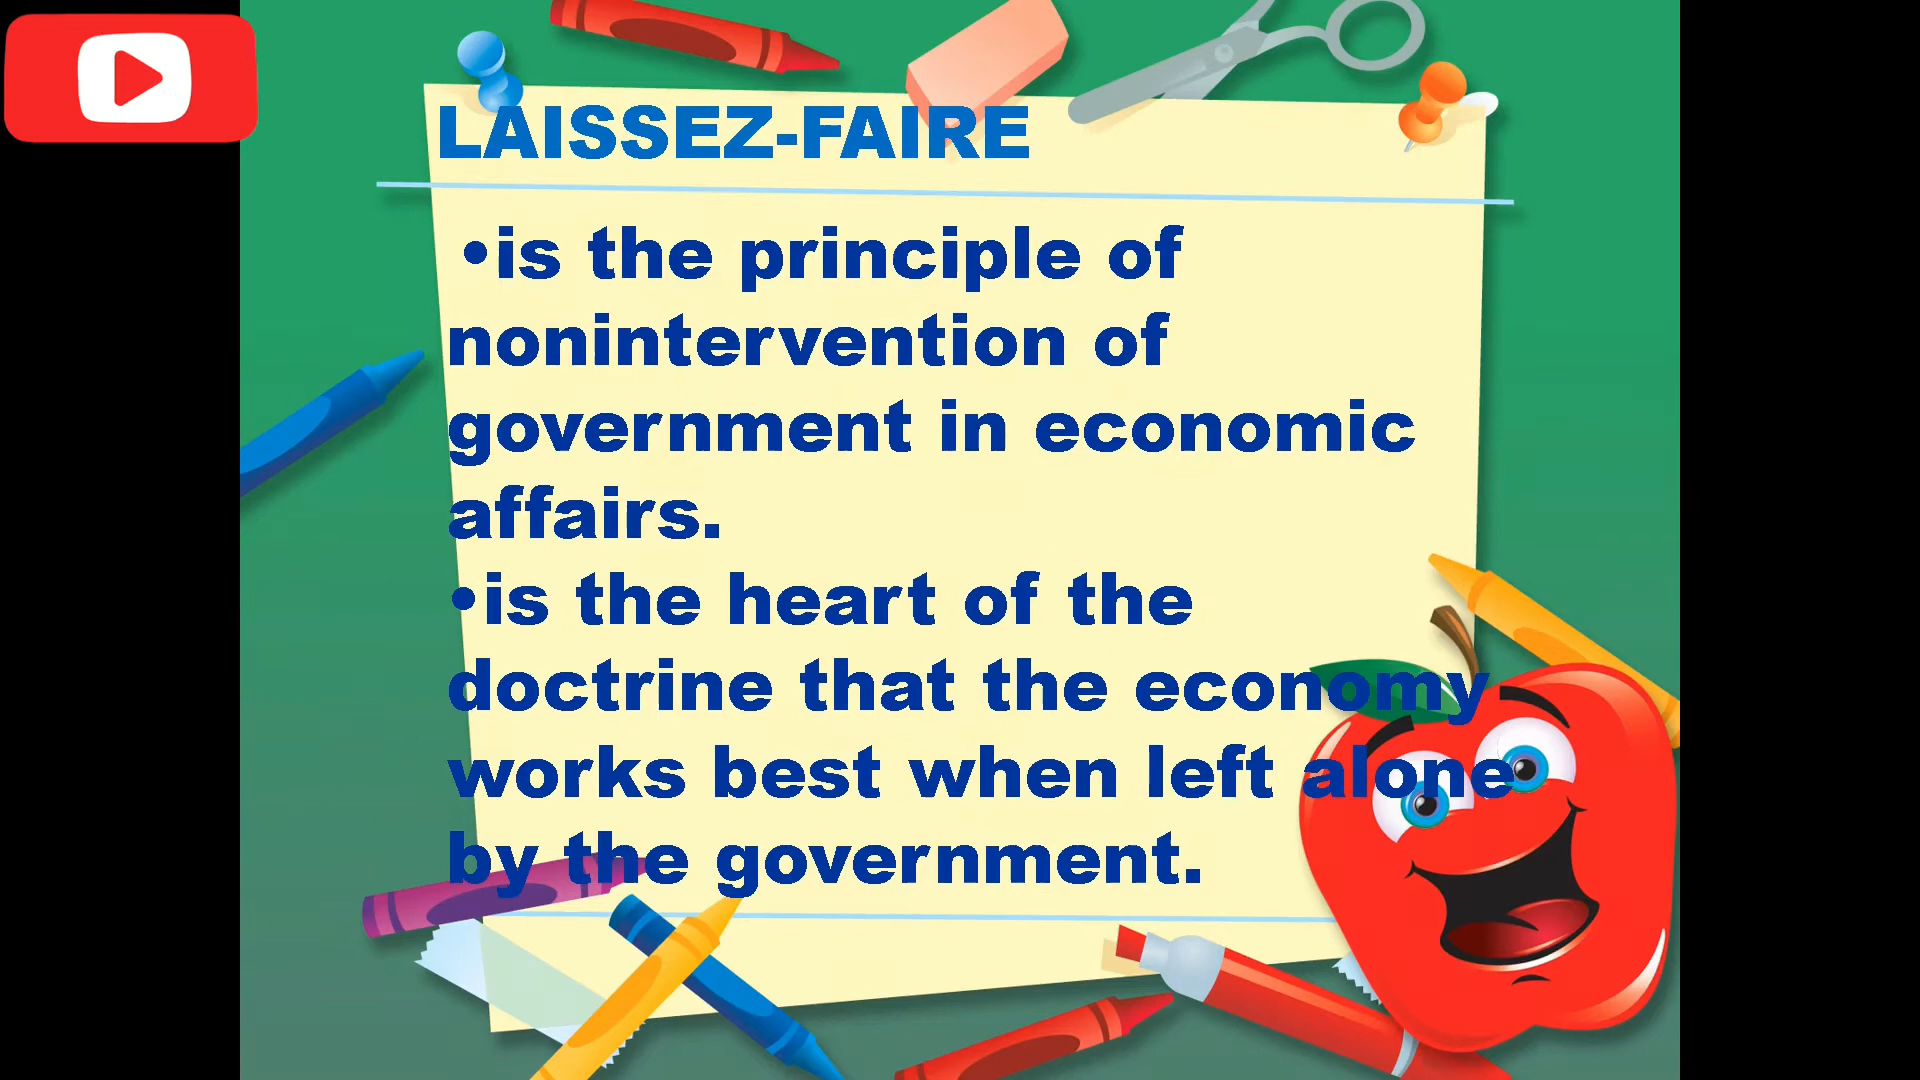 LAISSEZ-FAIRE
•is the principle of
nonintervention of
government in economic
affairs.
•is the heart of the
doctrine that the economy
works best when left alone
by the government.